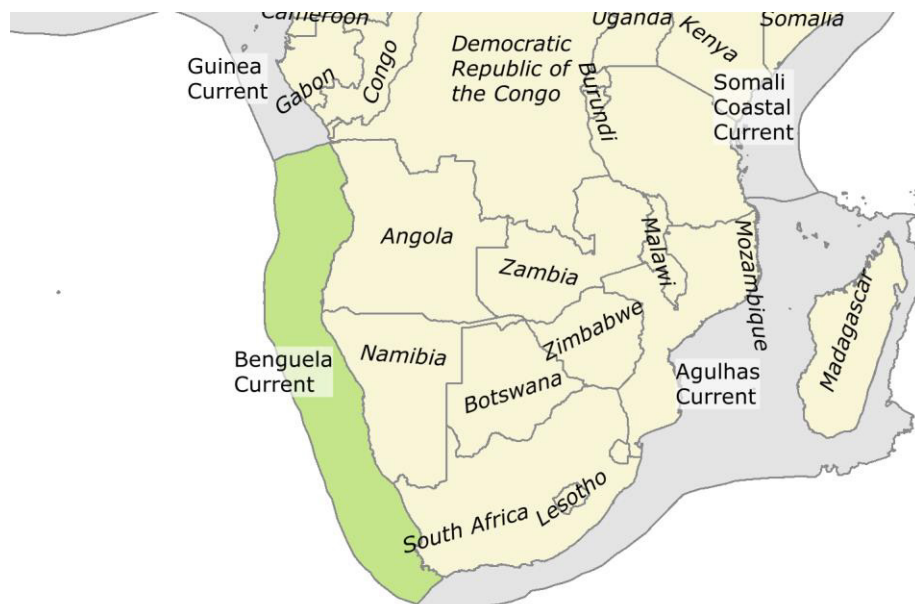 Cameroon
Uganda
Somalia
Kenya
Democratic
Republic of
the Congo
Guinea
Current
Gabon
Congo
Burundi
Somali
Coastal
Current
Angola
Zambia
Malawi
Mozambique
Madagascar
Benguela
Current
Namibia
Zimbabwe
Botswana
Agulhas
Current
South Africa
Lesotho